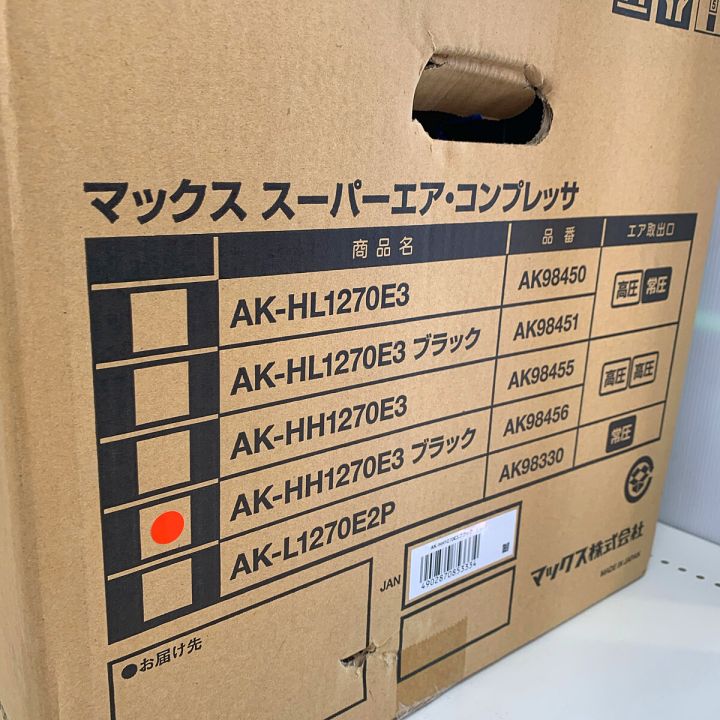 マックス スーパーエア・コンプレッサ
商品名 品番 エア取出口
AK-HL1270E3 AK98450 高圧 常圧
AK-HL1270E3 ブラック AK98451
AK-HH1270E3 AK98455 高圧 高圧
AK-HH1270E3 ブラック AK98456
AK-L1270E2P AK98330 常圧
JAN
4902870853334
マックス株式会社
MADE IN JAPAN
●お届け先